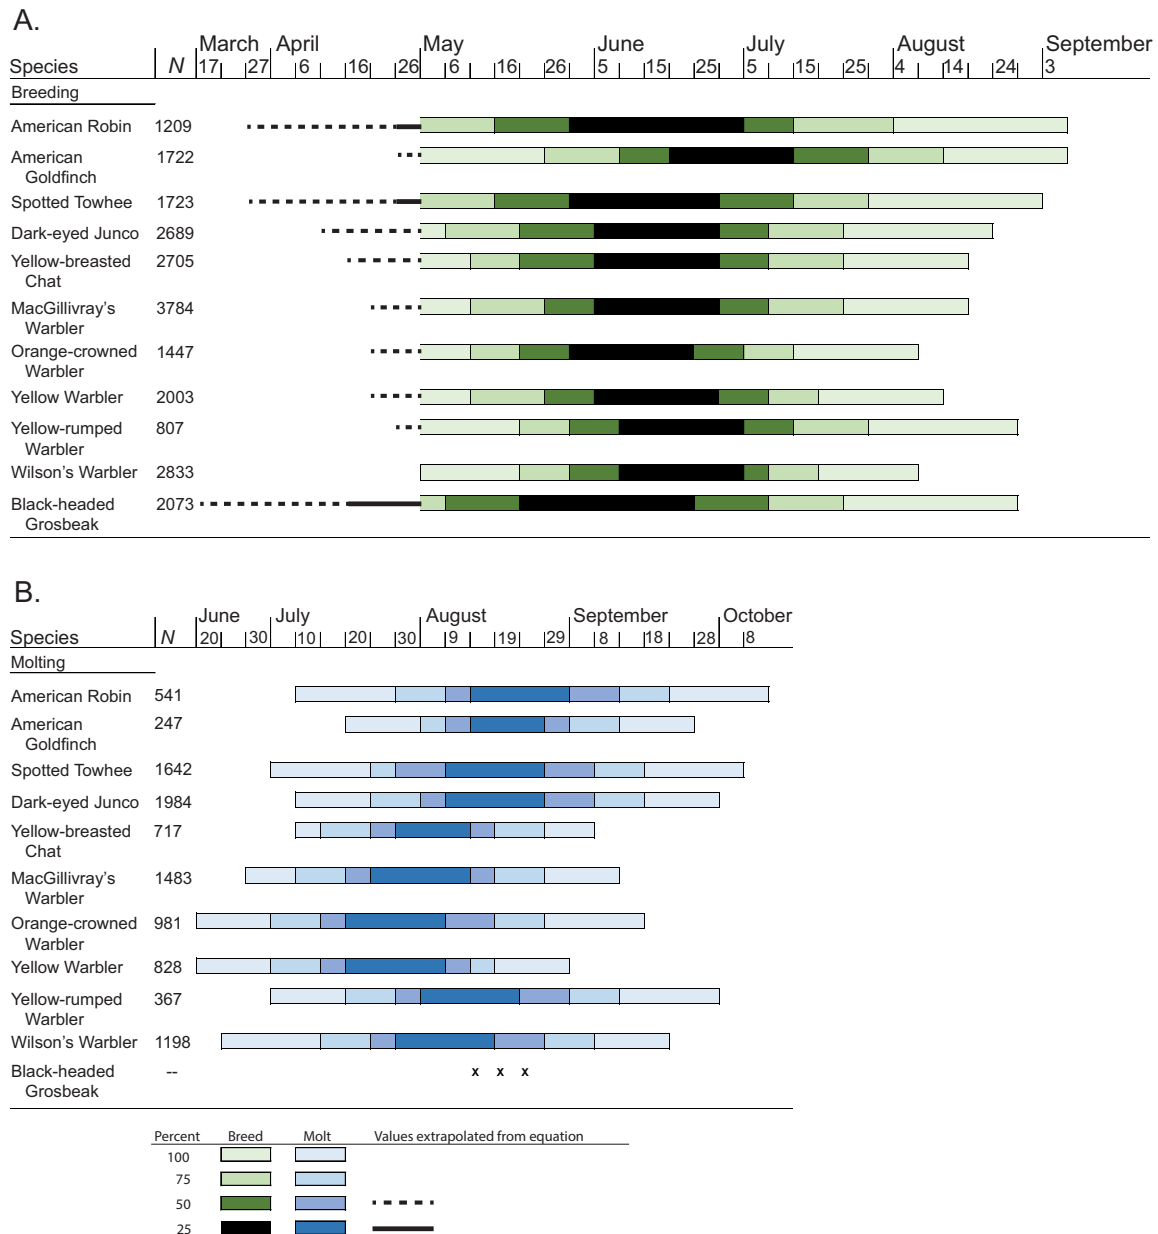 A.
March April May June July August September
Species N 17 27 6 16 26 6 16 26 5 15 25 5 15 25 4 14 24 3
Breeding
American Robin 1209
American 1722
Goldfinch
Spotted Towhee 1723
Dark-eyed Junco 2689
Yellow-breasted 2705
Chat
MacGillivray's 3784
Warbler
Orange-crowned 1447
Warbler
Yellow Warbler 2003
Yellow-rumped 807
Warbler
Wilson's Warbler 2833
Black-headed 2073
Grosbeak
B.
June July August September October
Species N 20 30 10 20 30 9 19 29 8 18 28 8
Molting
American Robin 541
American 247
Goldfinch
Spotted Towhee 1642
Dark-eyed Junco 1984
Yellow-breasted 717
Chat
MacGillivray's 1483
Warbler
Orange-crowned 981
Warbler
Yellow Warbler 828
Yellow-rumped 367
Warbler
Wilson's Warbler 1198
Black-headed -- x x x
Grosbeak
Percent Breed Molt Values extrapolated from equation
100
75
50
25